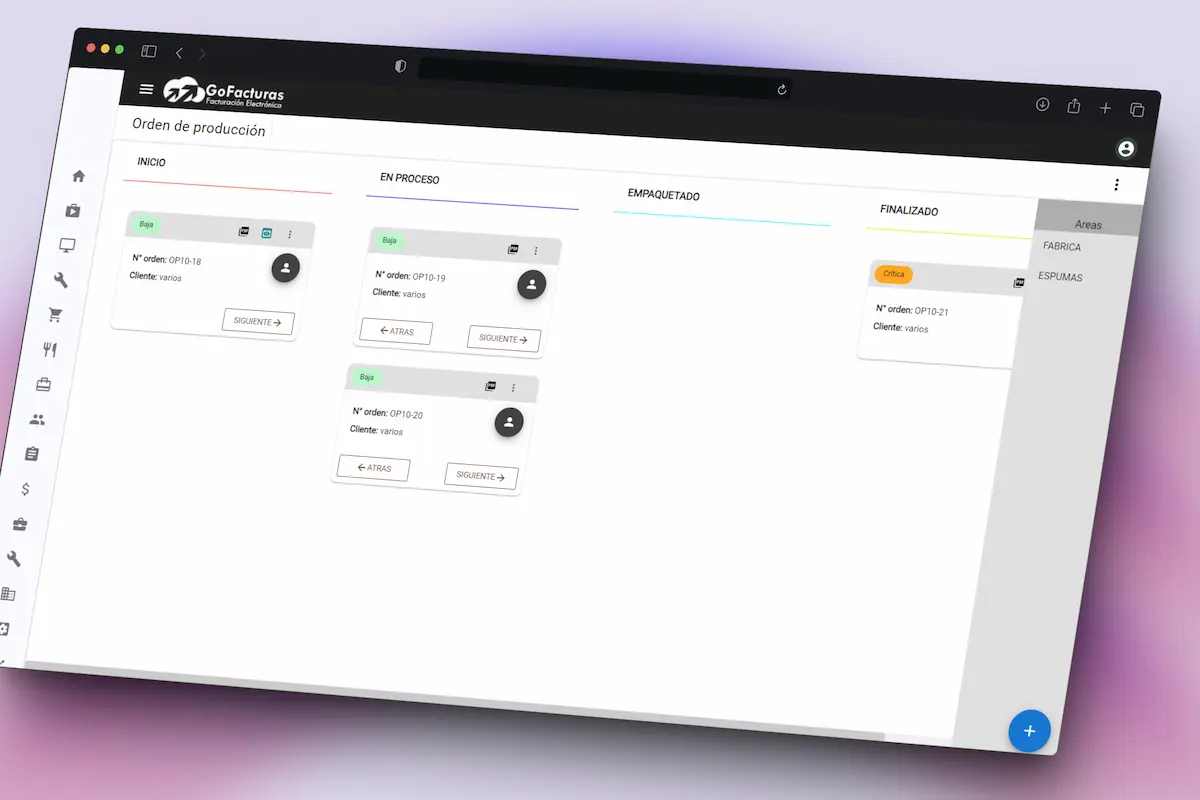 GoFacturas
Facturación Electrónica
Orden de producción
INICIO
Baja
N° orden: OP10-18
Cliente: varios
SIGUIENTE
EN PROCESO
Baja
N° orden: OP10-19
Cliente: varios
ATRAS
SIGUIENTE
Baja
N° orden: OP10-20
Cliente: varios
ATRAS
SIGUIENTE
EMPAQUETADO
FINALIZADO
Crítica
N° orden: OP10-21
Cliente: varios
Areas
FABRICA
ESPUMAS